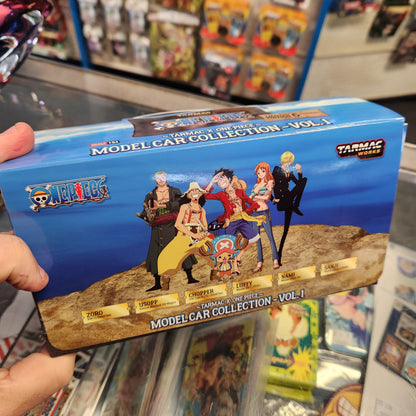 TARMAC
~TARMAC X ONE PIECE~
MODEL CAR COLLECTION - VOL.1
TARMAC
WORKS
ONE PIECE
ZORO
USOPP
CHOPPER
LUFFY
NAMI
SANJI
~TARMAC X ONE PIECE~
MODEL CAR COLLECTION - VOL.1